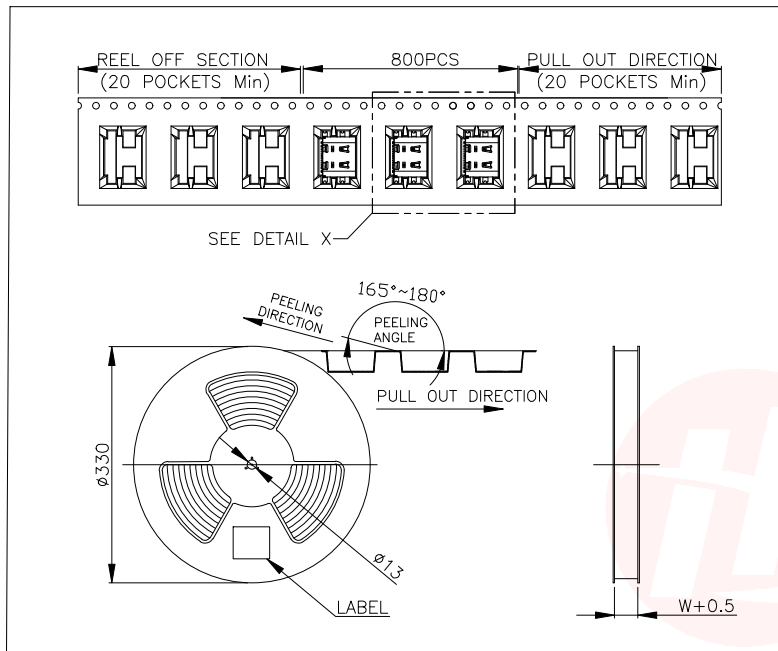 REEL OFF SECTION
(20 POCKETS Min)
800PCS
PULL OUT DIRECTION
(20 POCKETS Min)
SEE DETAIL X
165°~180°
PEELING
DIRECTION
PEELING
ANGLE
PULL OUT DIRECTION
ø330
ø13
LABEL
W+0.5